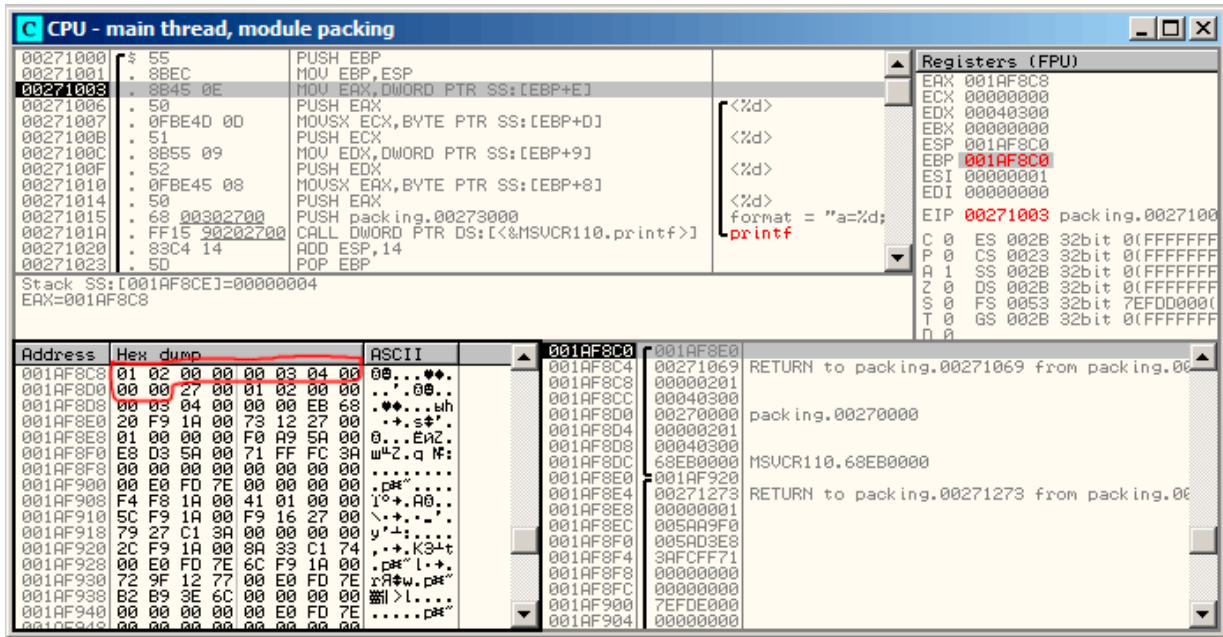 CPU - main thread, module packing
00271000 $ 55 PUSH EBP
00271001 . 8BEC MOV EBP,ESP
00271003 . 8B45 0E MOV EAX,DWORD PTR SS:[EBP+E]
00271006 . 50 PUSH EAX <%d>
00271007 . 0FBE4D 0D MOVSX ECX,BYTE PTR SS:[EBP+D]
0027100B . 51 PUSH ECX <%d>
0027100C . 8B55 09 MOV EDX,DWORD PTR SS:[EBP+9]
0027100F . 52 PUSH EDX <%d>
00271010 . 0FBE45 08 MOVSX EAX,BYTE PTR SS:[EBP+8]
00271014 . 50 PUSH EAX <%d>
00271015 . 68 00302700 PUSH packing.00273000 format = "a=%d;
0027101A . FF15 90202700 CALL DWORD PTR DS:[<&MSVCR110.printf>] printf
00271020 . 83C4 14 ADD ESP,14
00271023 . 5D POP EBP
Stack SS:[001AF8CE]=00000004
EAX=001AF8C8
Registers (FPU)
EAX 001AF8C8
ECX 00000000
EDX 00040300
EBX 00000000
ESP 001AF8C0
EBP 001AF8C0
ESI 00000001
EDI 00000000
EIP 00271003 packing.0027100
C 0 ES 002B 32bit 0(FFFFFFF
P 0 CS 0023 32bit 0(FFFFFFF
A 1 SS 002B 32bit 0(FFFFFFF
Z 0 DS 002B 32bit 0(FFFFFFF
S 0 FS 0053 32bit 7EFDD000(
T 0 GS 002B 32bit 0(FFFFFFF
D 0
Address Hex dump ASCII
001AF8C8 01 02 00 00 00 03 04 00
001AF8D0 00 00 27 00 01 02 00 00
001AF8D8 00 03 04 00 00 00 EB 68
001AF8E0 20 F9 1A 00 73 12 27 00
001AF8E8 01 00 00 00 F0 A9 5A 00
001AF8F0 E8 D3 5A 00 71 FF FC 3A
001AF8F8 00 00 00 00 00 00 00 00 ........
001AF900 00 E0 FD 7E 00 00 00 00
001AF908 F4 F8 1A 00 41 01 00 00
001AF910 5C F9 1A 00 F9 16 27 00
001AF918 79 27 C1 3A 00 00 00 00
001AF920 2C F9 1A 00 8A 33 C1 74
001AF928 00 E0 FD 7E 6C F9 1A 00
001AF930 72 9F 12 77 00 E0 FD 7E
001AF938 B2 B9 3E 6C 00 00 00 00
001AF940 00 00 00 00 00 E0 FD 7E
001AF948 00 00 00 00 00 00 00 00
001AF8C0 001AF8E0
001AF8C4 00271069 RETURN to packing.00271069 from packing.00
001AF8C8 00000201
001AF8CC 00040300
001AF8D0 00270000 packing.00270000
001AF8D4 00000201
001AF8D8 00040300
001AF8DC 68EB0000 MSVCR110.68EB0000
001AF8E0 001AF920
001AF8E4 00271273 RETURN to packing.00271273 from packing.00
001AF8E8 00000001
001AF8EC 005AA9F0
001AF8F0 005AD3E8
001AF8F4 3AFCFF71
001AF8F8 00000000
001AF8FC 00000000
001AF900 7EFDE000
001AF904 00000000